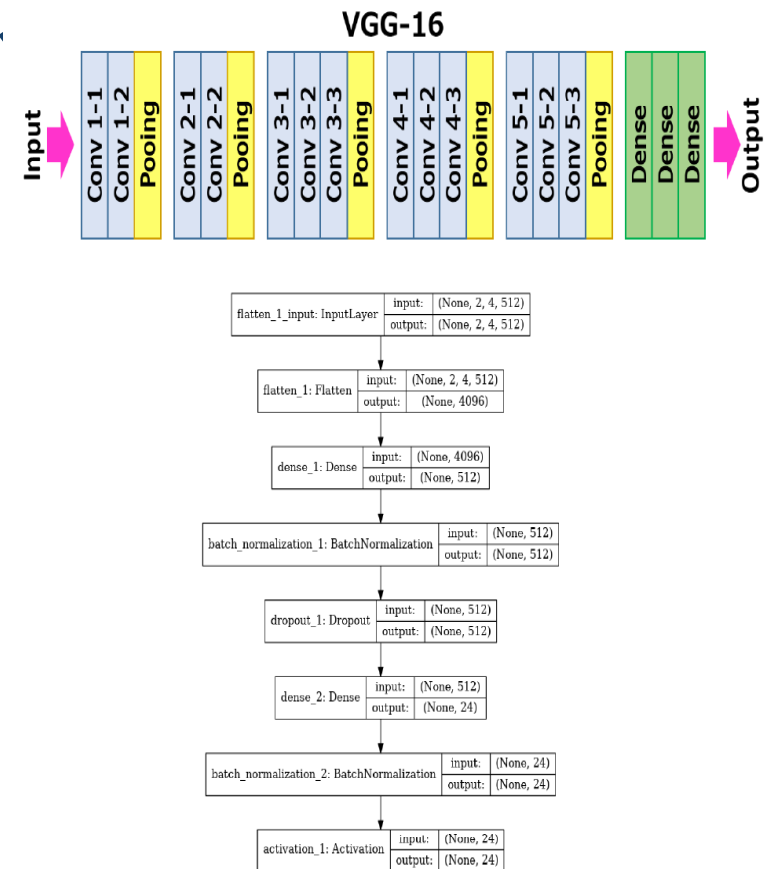 VGG-16
Input
Conv 1-1
Conv 1-2
Pooing
Conv 2-1
Conv 2-2
Pooing
Conv 3-1
Conv 3-2
Conv 3-3
Pooing
Conv 4-1
Conv 4-2
Conv 4-3
Pooing
Conv 5-1
Conv 5-2
Conv 5-3
Pooing
Dense
Dense
Dense
Output
flatten_1_input: InputLayer
input: (None, 2, 4, 512)
output: (None, 2, 4, 512)
flatten_1: Flatten
input: (None, 2, 4, 512)
output: (None, 4096)
dense_1: Dense
input: (None, 4096)
output: (None, 512)
batch_normalization_1: BatchNormalization
input: (None, 512)
output: (None, 512)
dropout_1: Dropout
input: (None, 512)
output: (None, 512)
dense_2: Dense
input: (None, 512)
output: (None, 24)
batch_normalization_2: BatchNormalization
input: (None, 24)
output: (None, 24)
activation_1: Activation
input: (None, 24)
output: (None, 24)